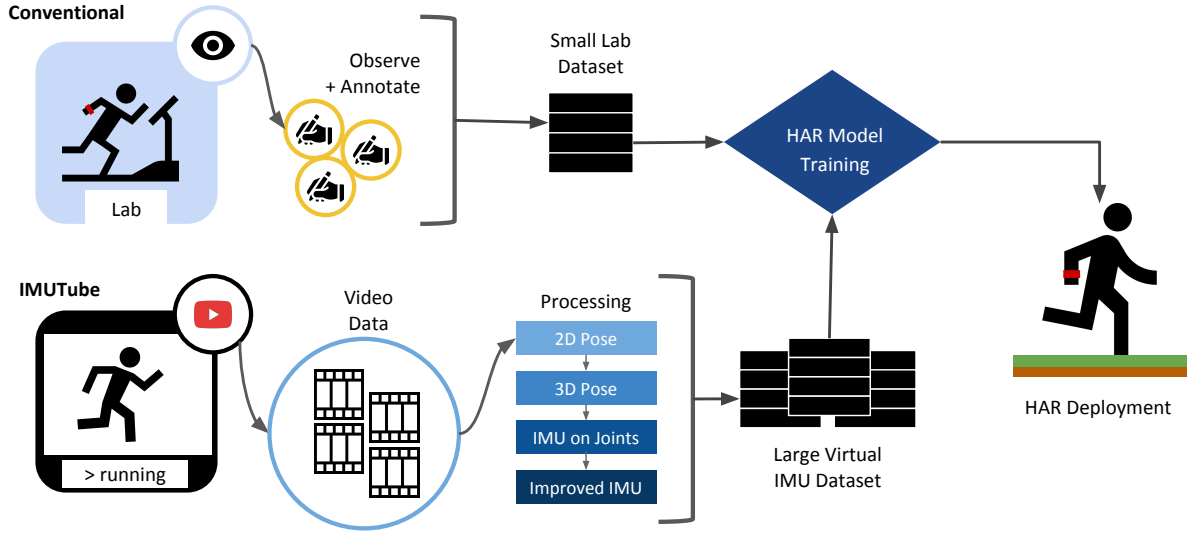 Conventional
Lab
Observe
+ Annotate
Small Lab
Dataset
HAR Model
Training
IMUTube
> running
Video
Data
Processing
2D Pose
3D Pose
IMU on Joints
Improved IMU
Large Virtual
IMU Dataset
HAR Deployment